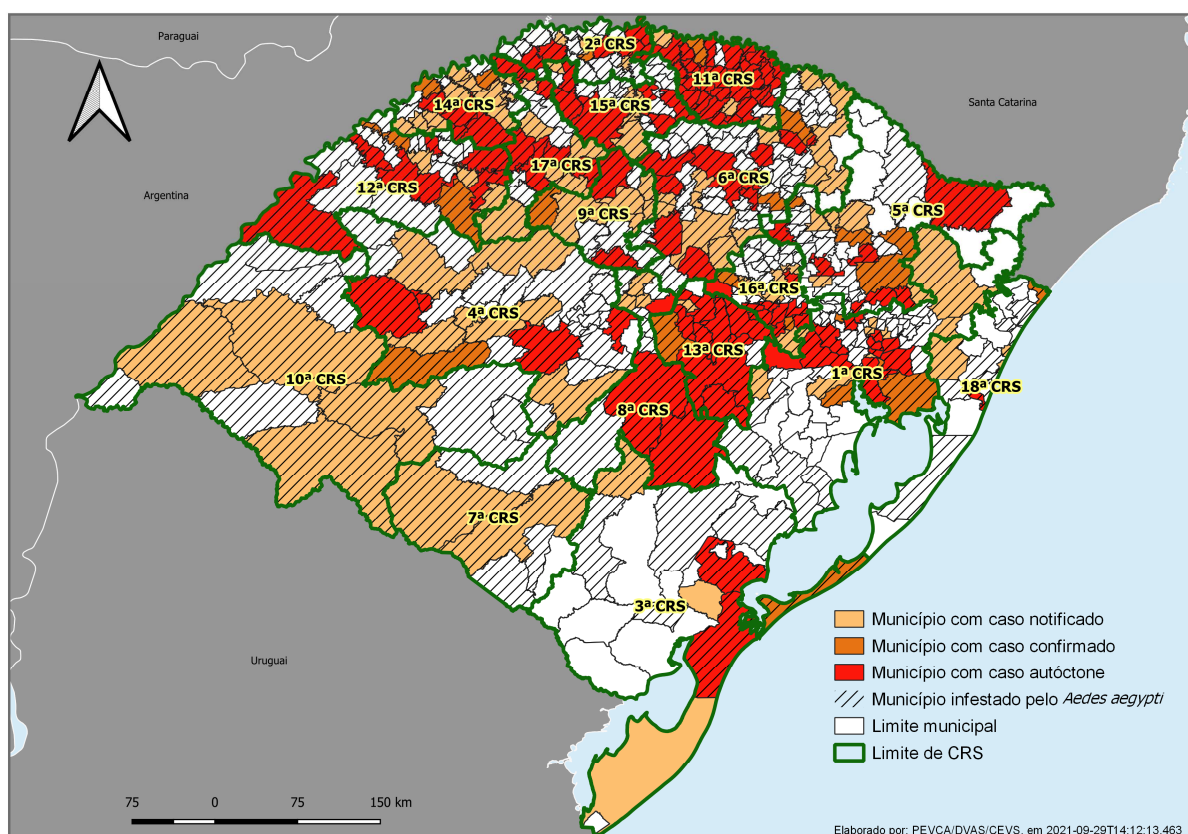 Paraguai
2ª CRS
11ª CRS
14ª CRS
15ª CRS
Santa Catarina
17ª CRS
6ª CRS
12ª CRS
Argentina
5ª CRS
9ª CRS
16ª CRS
4ª CRS
13ª CRS
10ª CRS
1ª CRS
18ª CRS
8ª CRS
7ª CRS
3ª CRS
Uruguai
Município com caso notificado
Município com caso confirmado
Município com caso autóctone
Município infestado pelo Aedes aegypti
Limite municipal
Limite de CRS
75 0 75 150 km
Elaborado por: PEVCA/DVAS/CEVS, em 2021-09-29T14:12:13.463